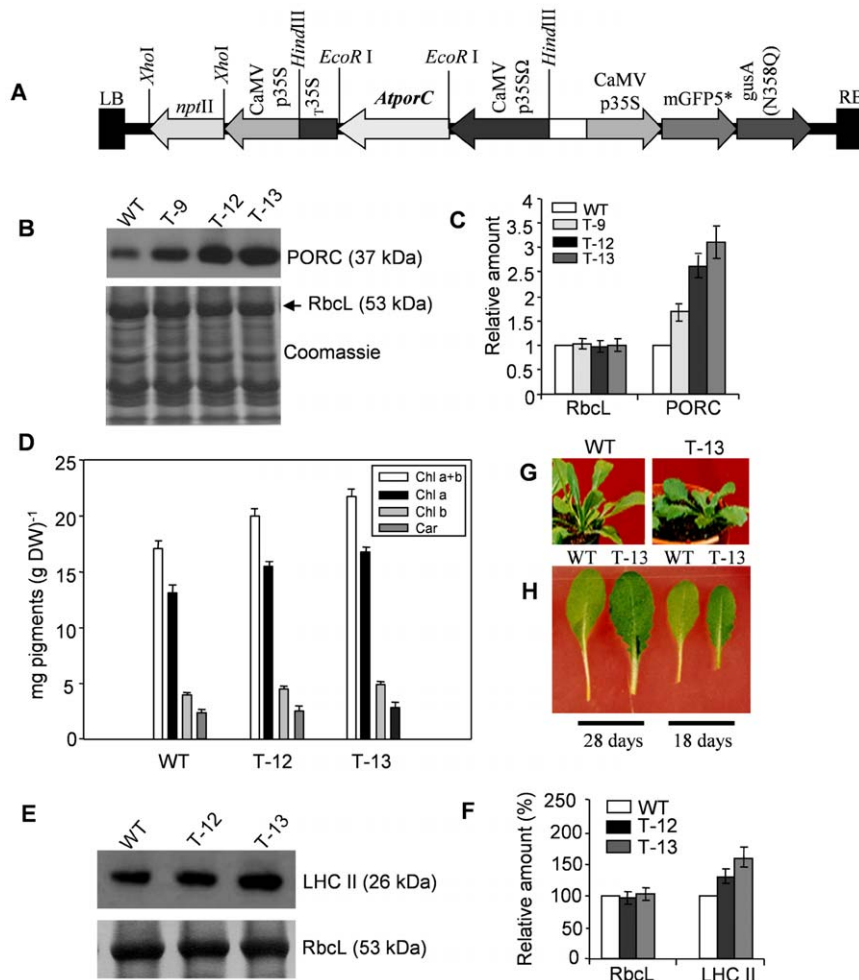 A
LB
XhoI
nptII
XhoI
CaMV
p35S
HindIII
T35S
EcoR I
AtporC
EcoR I
CaMV
p35SΩ
HindIII
CaMV
p35S
mGFP5*
gusA
(N358Q)
B
WT
T-9
T-12
T-13
PORC (37 kDa)
RbcL (53 kDa)
Coomassie
C
Relative amount
4
3.5
3
2.5
2
1.5
1
0.5
0
WT
T-9
T-12
T-13
RbcL
PORC
D
mg pigments (g DW)-1
25
20
15
10
5
0
Chl a+b
Chl a
Chl b
Car
WT
T-12
T-13
G
WT
T-13
H
WT
T-13
WT
T-13
28 days
18 days
E
WT
T-12
T-13
LHC II (26 kDa)
RbcL (53 kDa)
F
Relative amount (%)
250
200
150
100
50
0
WT
T-12
T-13
RbcL
LHC II